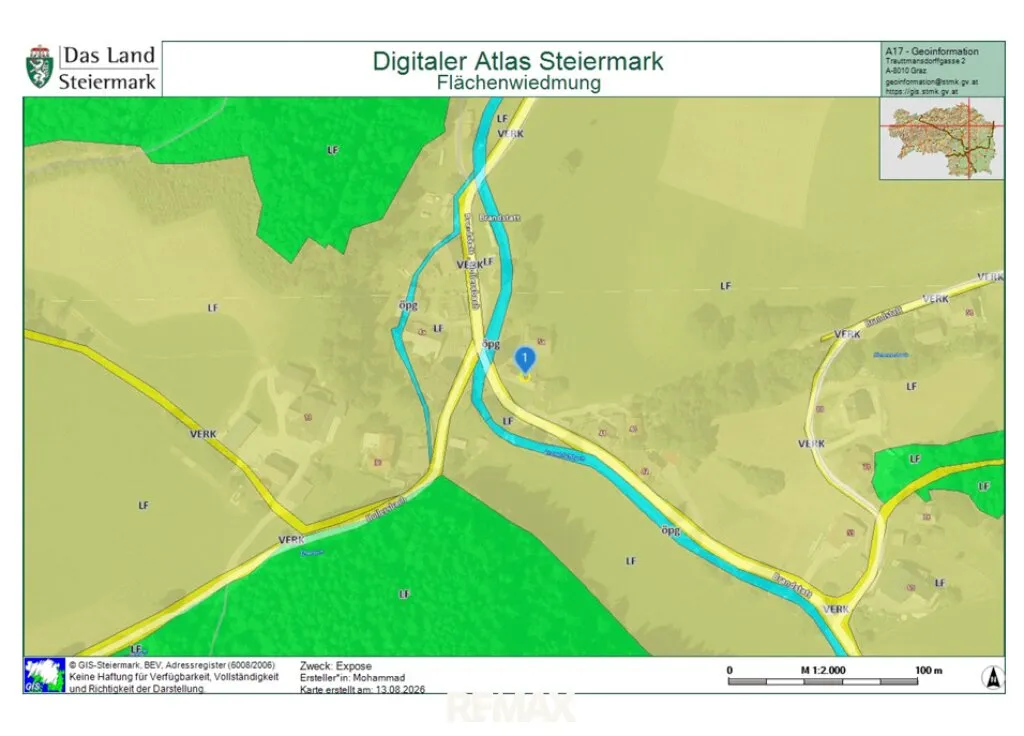 Das Land
Steiermark
Digitaler Atlas Steiermark
Flächenwiedmung
A17 - Geoinformation
Trauttmansdorffgasse 2
A-8010 Graz
geoinformation@stmk.gv.at
https://gis.stmk.gv.at
LF
VERK
LF
Brandstatt
VERK
LF
LF
VERK
VERK
LF
öpg
LF
Brandstatt
VERK
öpg
1
LF
VERK
LF
VERK
LF
LF
LF
öpg
VERK
LF
LF
LF
Brandstatt
VERK
LF
© GIS-Steiermark, BEV, Adressregister (6008/2006)
Keine Haftung für Verfügbarkeit, Vollständigkeit
und Richtigkeit der Darstellung.
GIS
Zweck: Expose
Ersteller*in: Mohammad
Karte erstellt am: 13.08.2026
0 M 1:2.000 100 m
REMAX